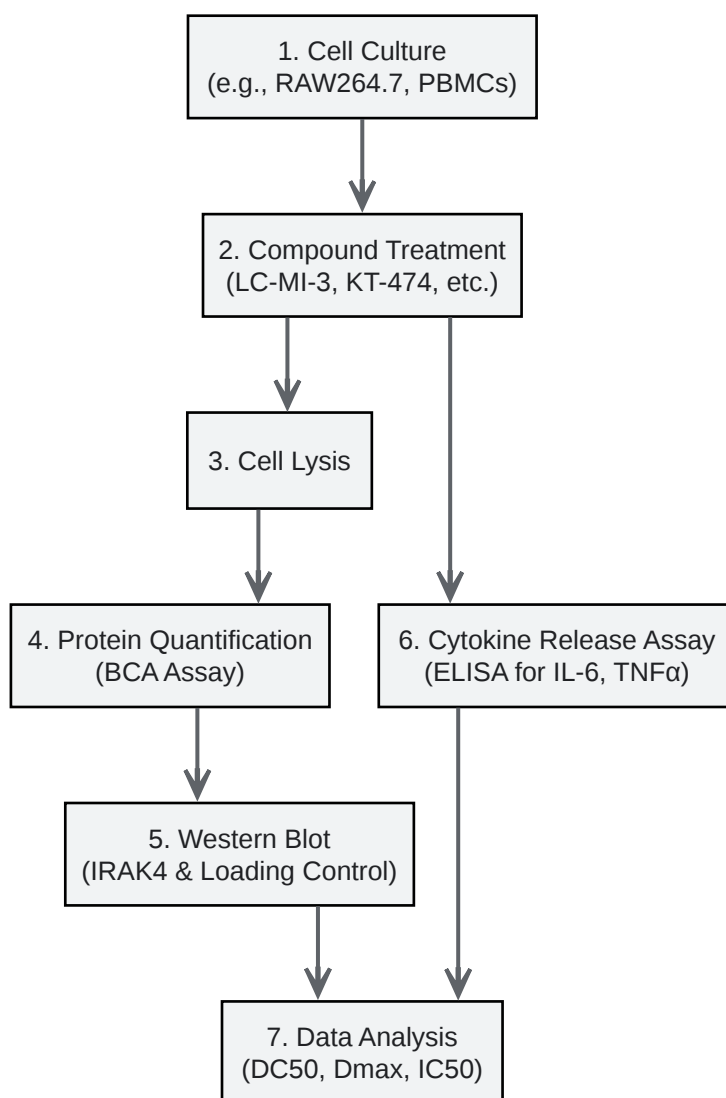 1. Cell Culture
(e.g., RAW264.7, PBMCs)
2. Compound Treatment
(LC-MI-3, KT-474, etc.)
3. Cell Lysis
4. Protein Quantification
(BCA Assay)
6. Cytokine Release Assay
(ELISA for IL-6, TNFα)
5. Western Blot
(IRAK4 & Loading Control)
7. Data Analysis
(DC50, Dmax, IC50)